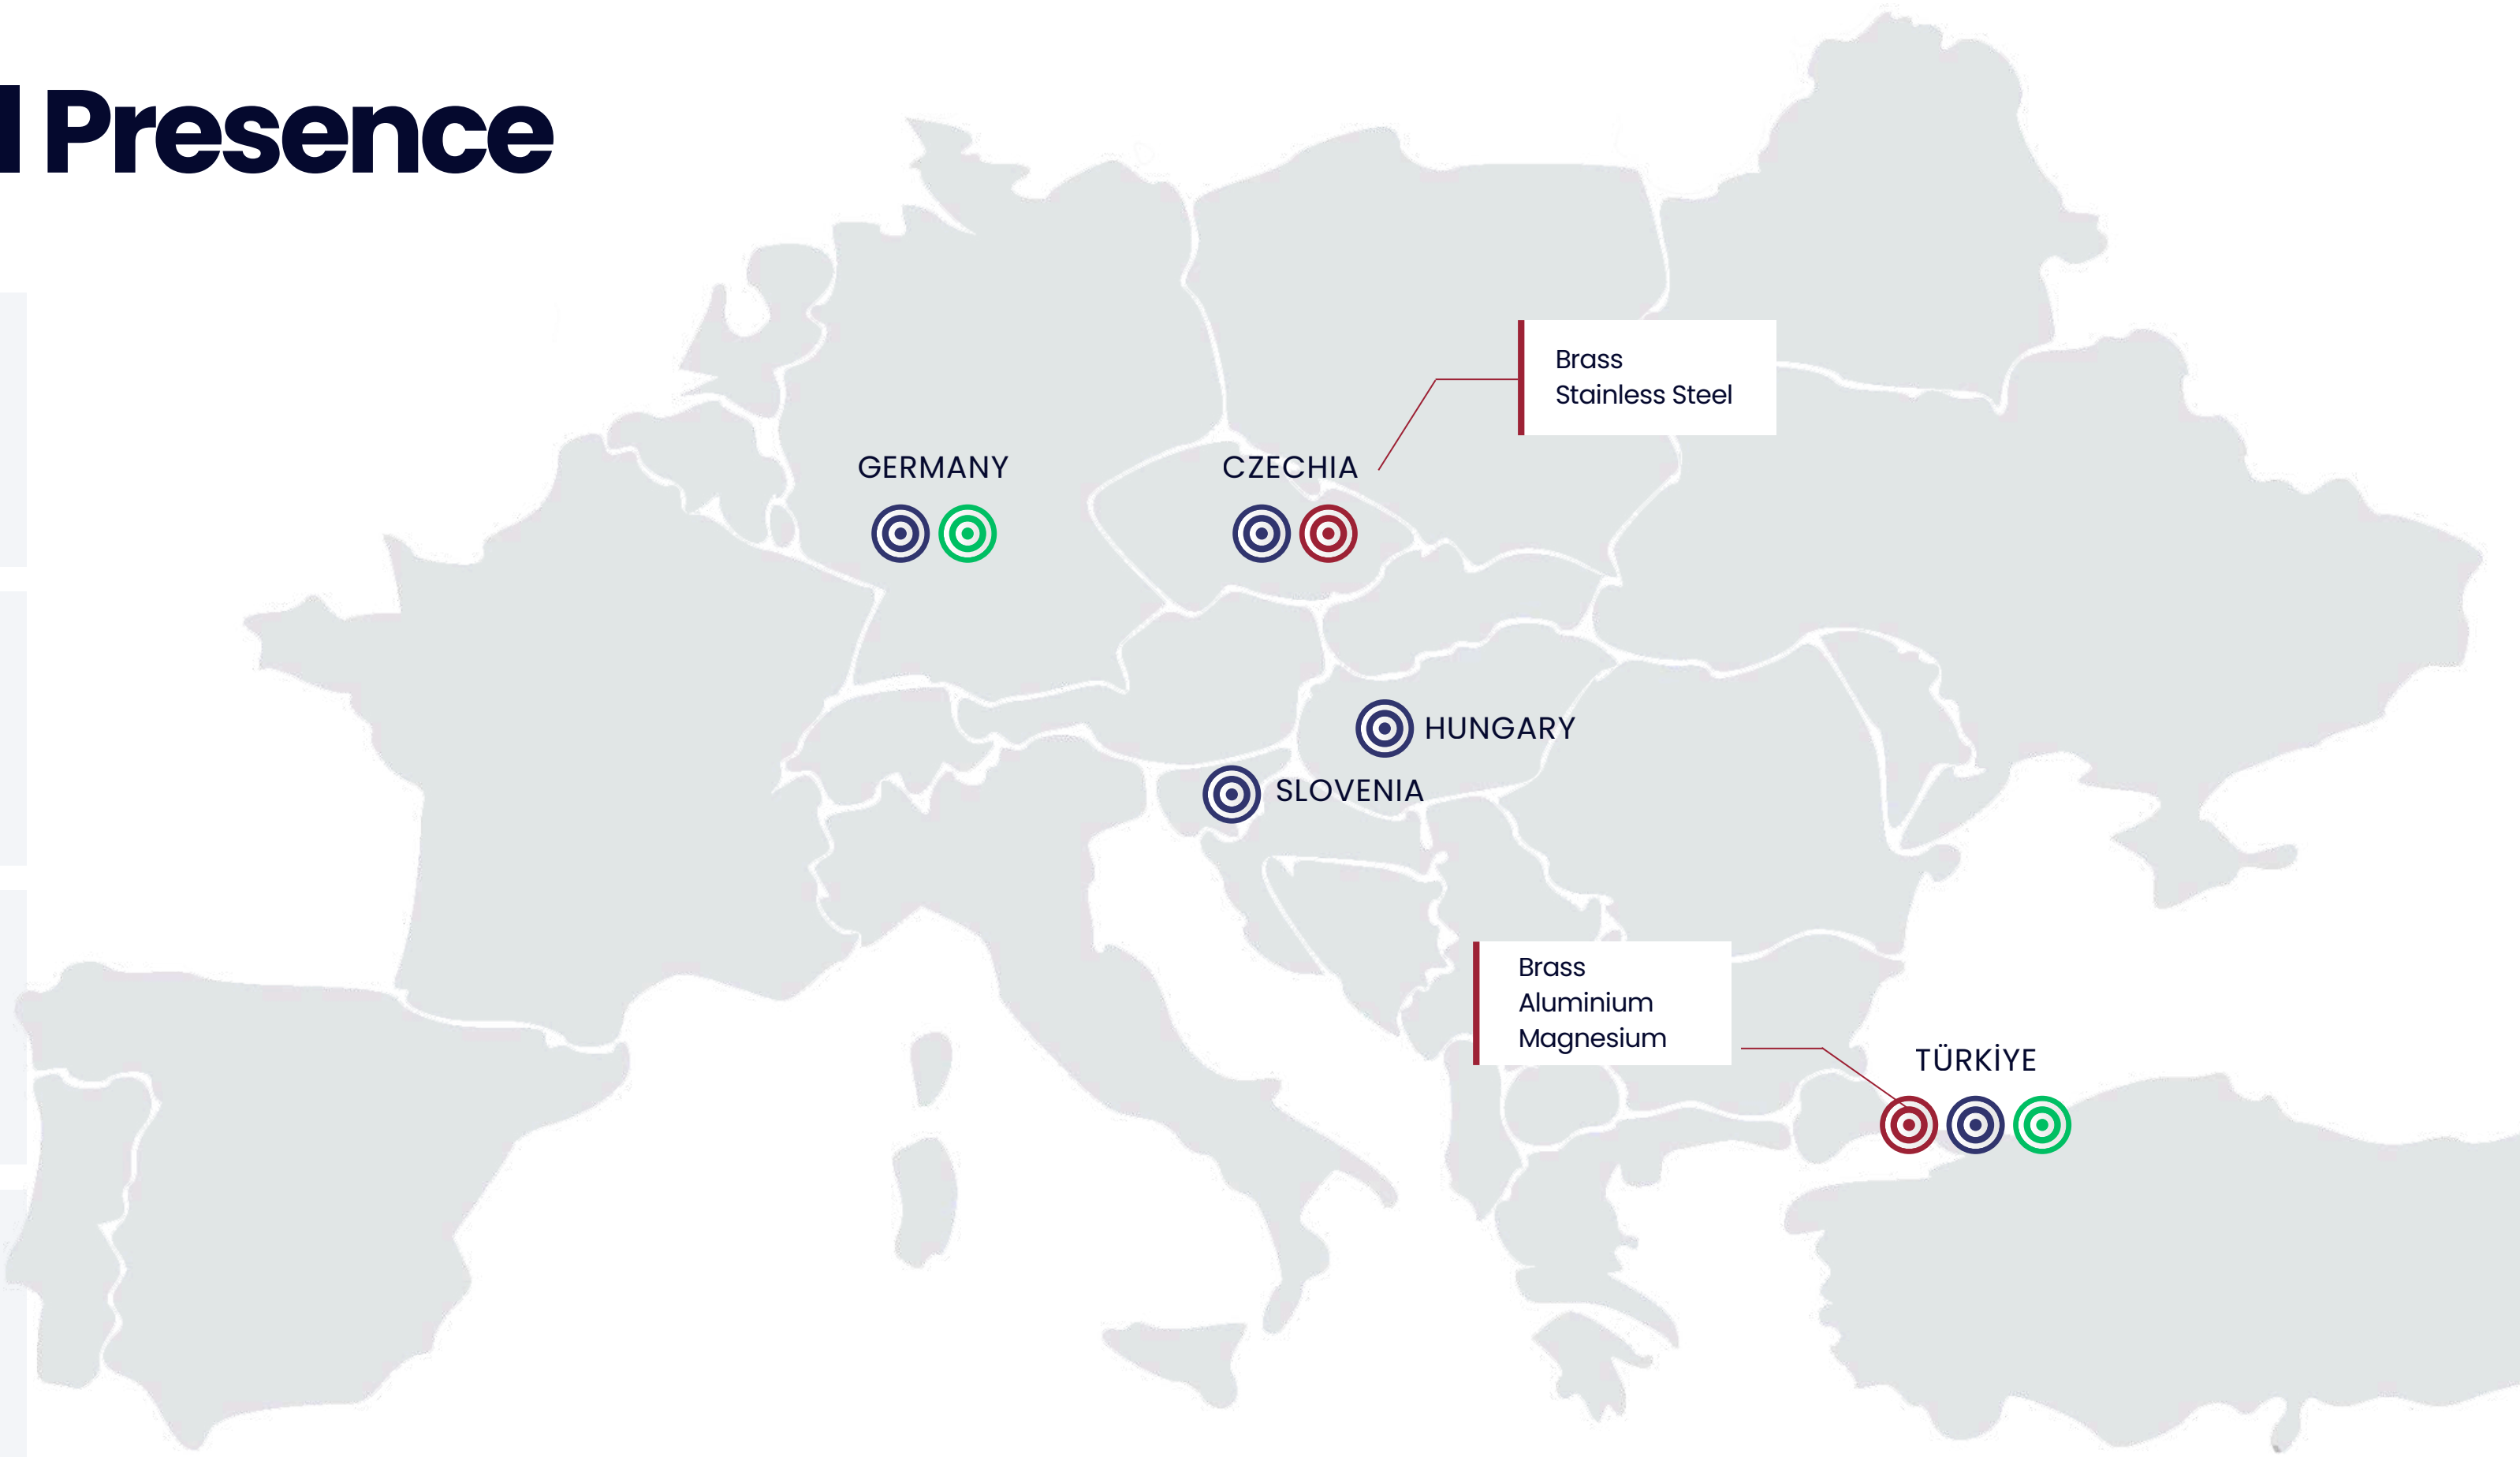 l Presence
Brass
Stainless Steel
GERMANY
CZECHIA
HUNGARY
SLOVENIA
Brass
Aluminium
Magnesium
TÜRKİYE